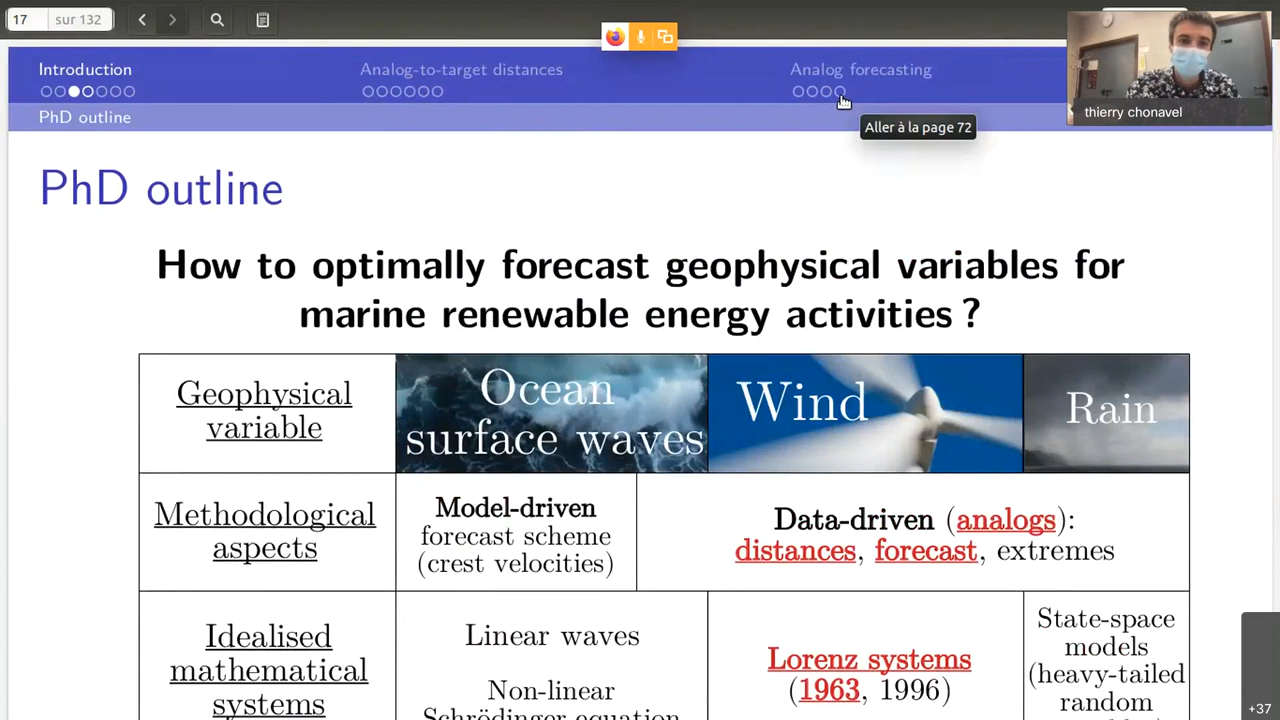 17 sur 132
Introduction
Analog-to-target distances
Analog forecasting
PhD outline
thierry chonavel
Aller à la page 72
PhD outline
How to optimally forecast geophysical variables for
marine renewable energy activities ?
Geophysical
variable
Ocean
surface waves
Wind
Rain
Methodological
aspects
Model-driven
forecast scheme
(crest velocities)
Data-driven (analogs):
distances, forecast, extremes
Idealised
mathematical
systems
Linear waves
Non-linear
Schrödinger equation
Lorenz systems
(1963, 1996)
State-space
models
(heavy-tailed
random
+37